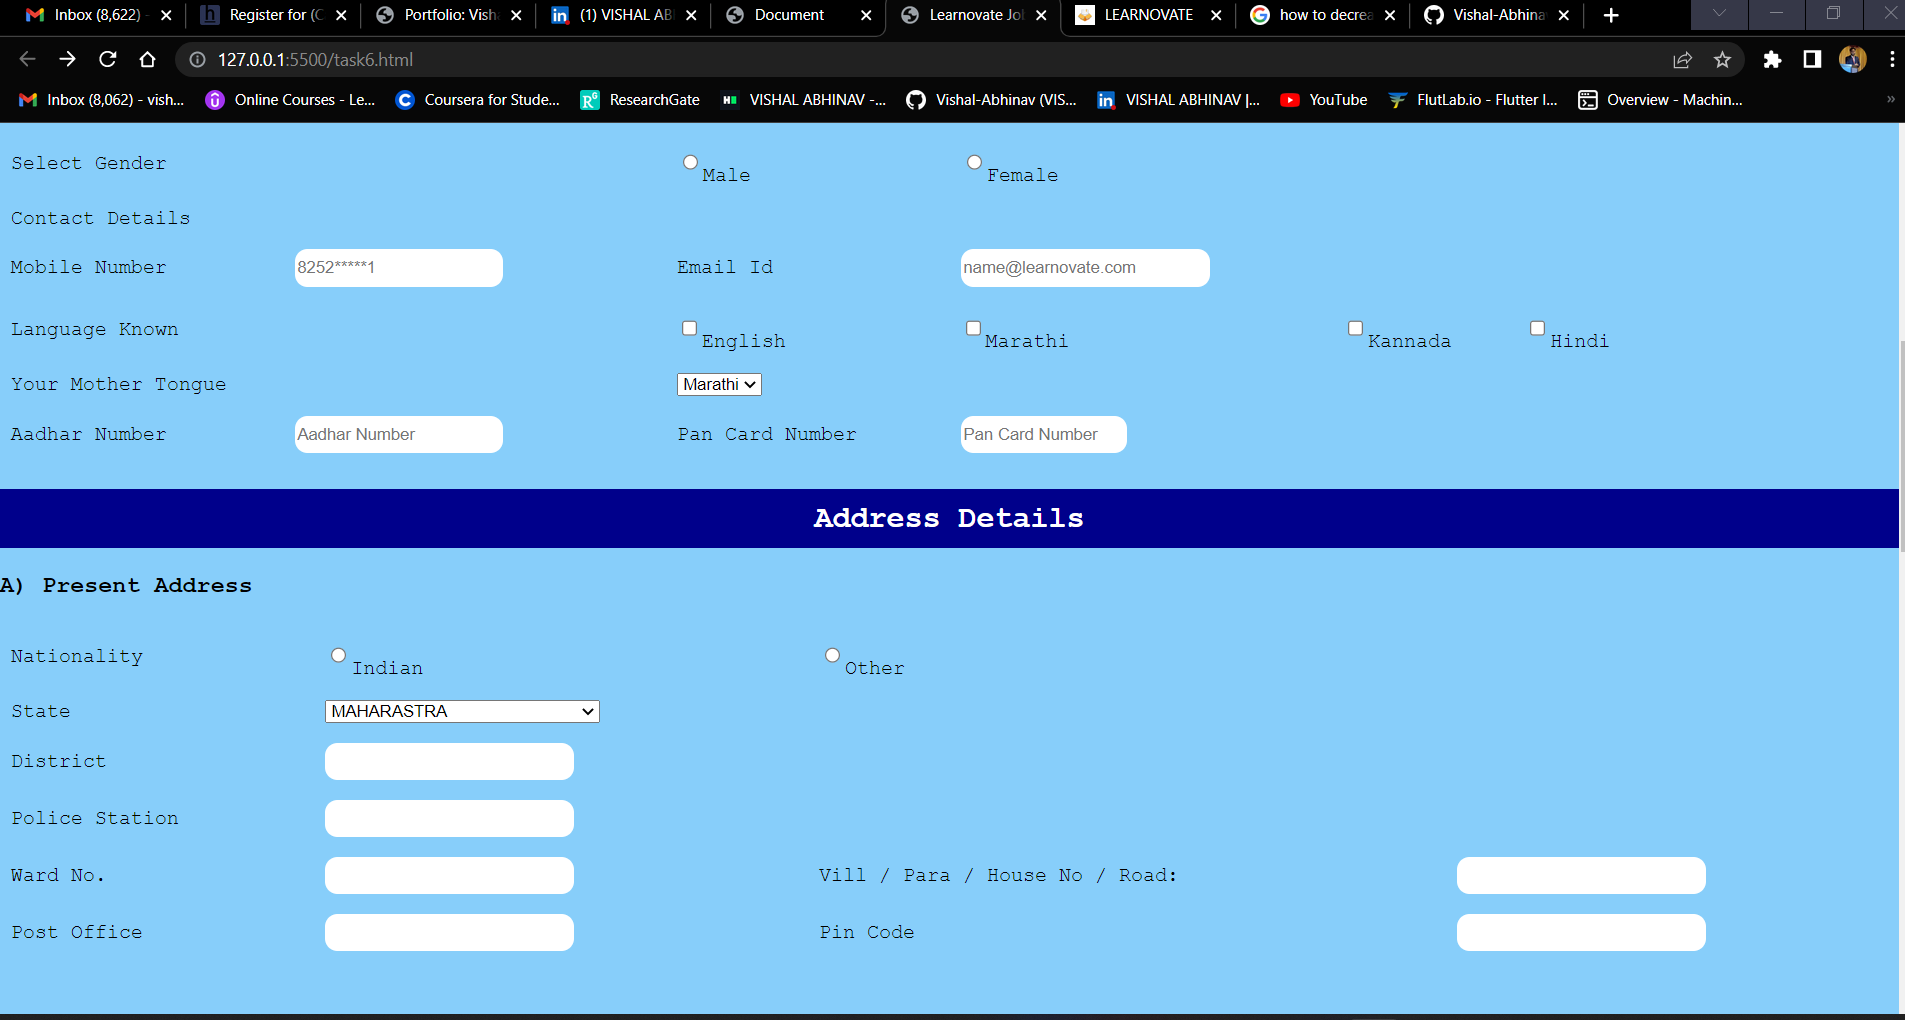 Inbox (8,622) - Register for (C Portfolio: Vish (1) VISHAL AB Document Learnovate Jo LEARNOVATE how to decrea Vishal-Abhina
127.0.0.1:5500/task6.html
Inbox (8,062) - vish... Online Courses - Le... Coursera for Stude... ResearchGate VISHAL ABHINAV -... Vishal-Abhinav (VIS... VISHAL ABHINAV |... YouTube FlutLab.io - Flutter I... Overview - Machin... »
Select Gender Male Female
Contact Details
Mobile Number 8252*****1 Email Id name@learnovate.com
Language Known English Marathi Kannada Hindi
Your Mother Tongue Marathi
Aadhar Number Aadhar Number Pan Card Number Pan Card Number
Address Details
A) Present Address
Nationality Indian Other
State MAHARASTRA
District
Police Station
Ward No. Vill / Para / House No / Road:
Post Office Pin Code